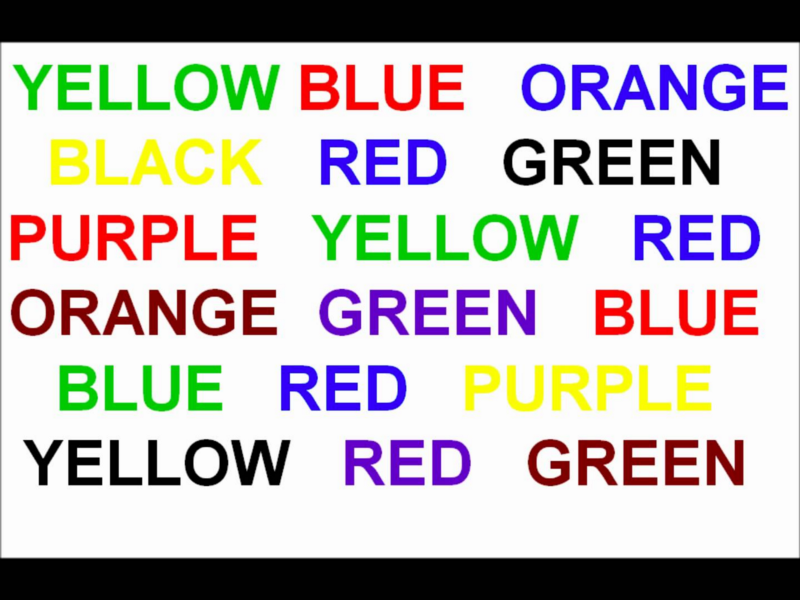 YELLOW BLUE ORANGE
BLACK RED GREEN
PURPLE YELLOW RED
ORANGE GREEN BLUE
BLUE RED PURPLE
YELLOW RED GREEN